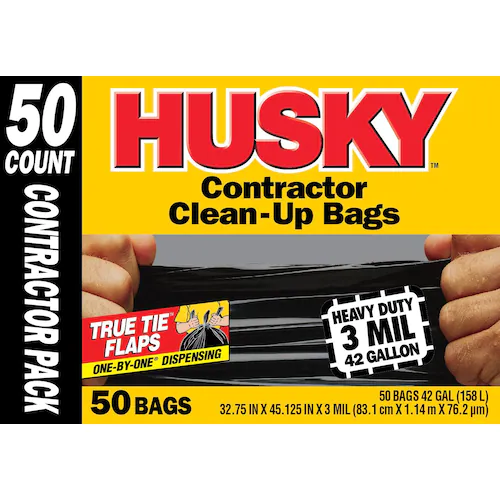 50
COUNT
CONTRACTOR PACK
HUSKY™
Contractor
Clean-Up Bags
TRUE TIE™
FLAPS
ONE-BY-ONE® DISPENSING
HEAVY DUTY
3 MIL
42 GALLON
50 BAGS
50 BAGS 42 GAL (158 L)
32.75 IN X 45.125 IN X 3 MIL (83.1 cm X 1.14 m X 76.2 µm)